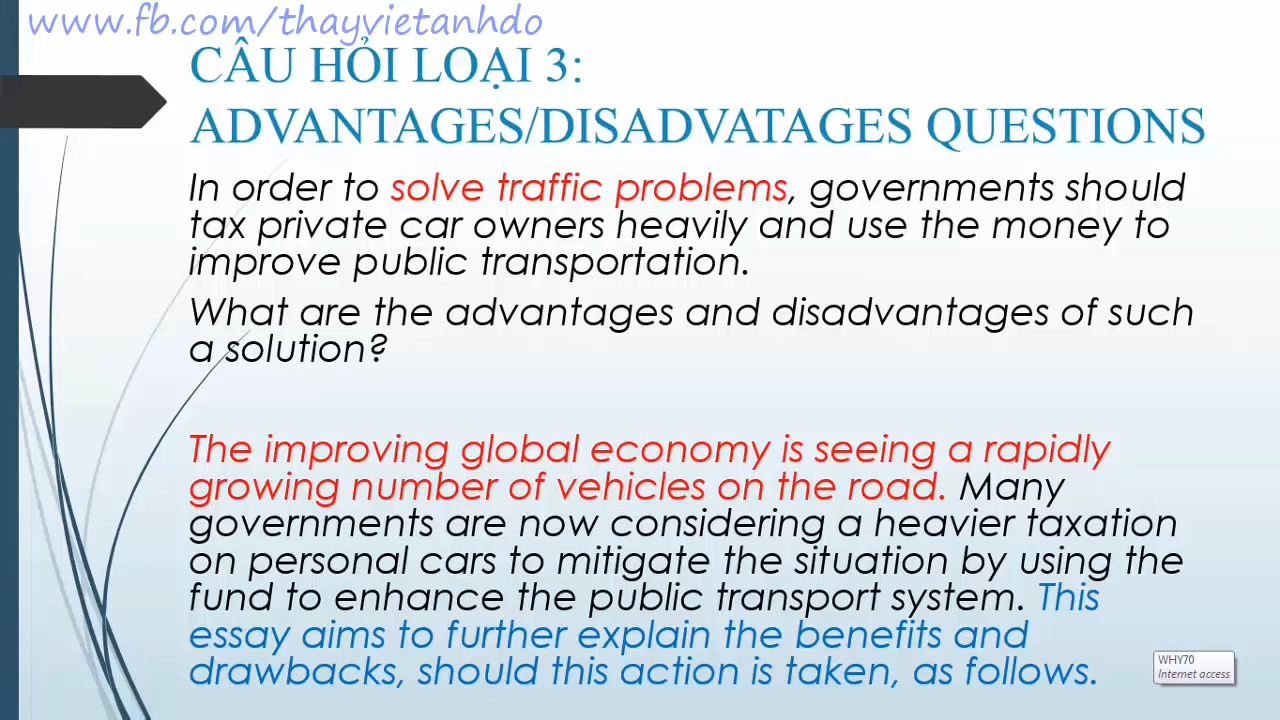 www.fb.com/thayvietanhdo
CÂU HỎI LOẠI 3:
ADVANTAGES/DISADVATAGES QUESTIONS
In order to solve traffic problems, governments should
tax private car owners heavily and use the money to
improve public transportation.
What are the advantages and disadvantages of such
a solution?
The improving global economy is seeing a rapidly
growing number of vehicles on the road. Many
governments are now considering a heavier taxation
on personal cars to mitigate the situation by using the
fund to enhance the public transport system. This
essay aims to further explain the benefits and
drawbacks, should this action is taken, as follows.
WHY70
Internet access